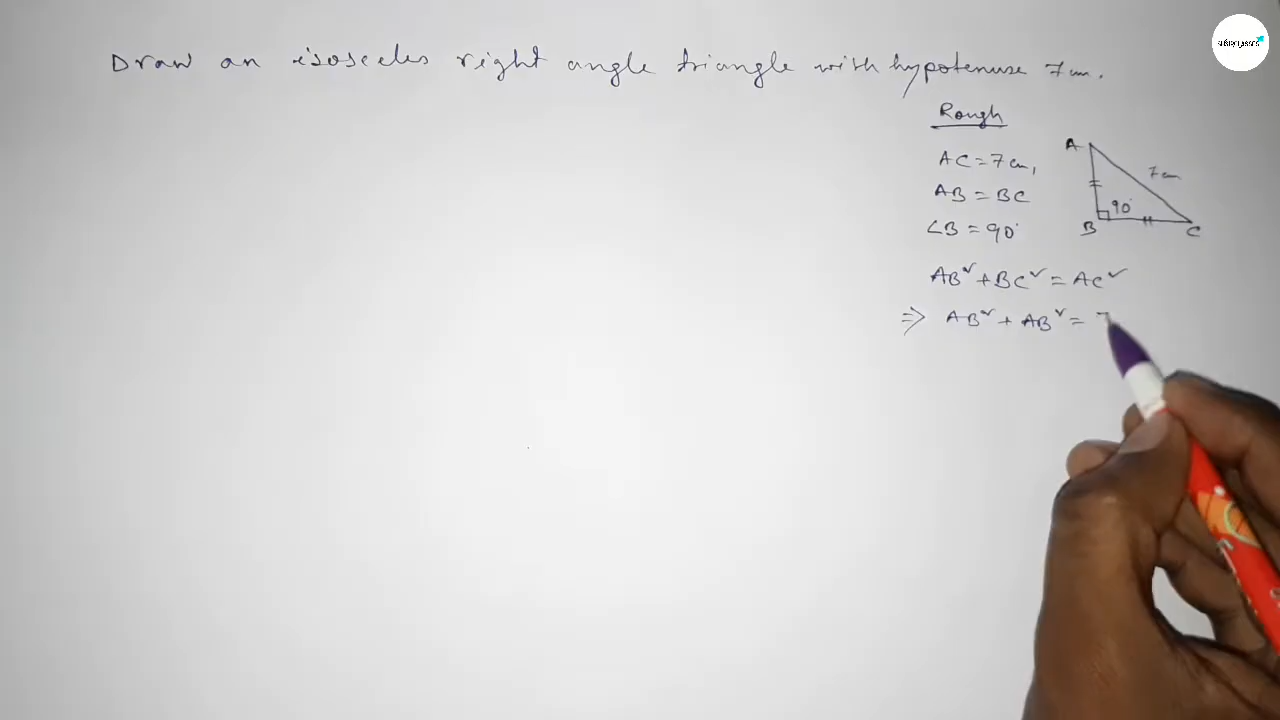 Draw an isosceles right angle triangle with hypotenuse 7cm.
Rough
AC = 7cm,
AB = BC
∠B = 90°
AB² + BC² = AC²
⇒ AB² + AB² = 7
A
7cm
90°
B
C